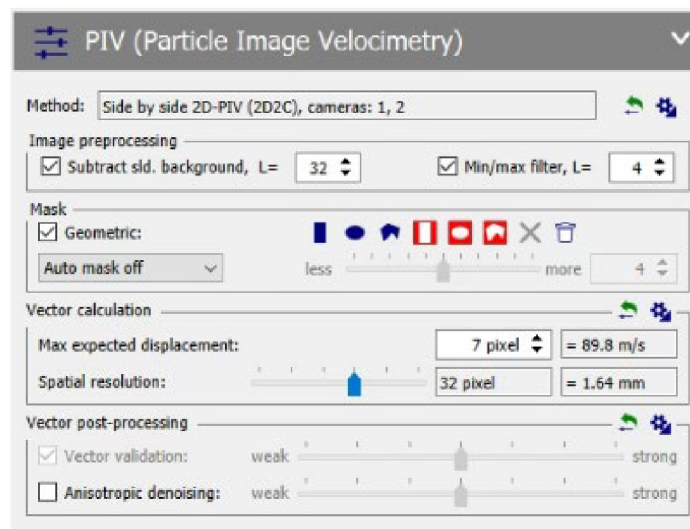 PIV (Particle Image Velocimetry)
Method: Side by side 2D-PIV (2D2C), cameras: 1, 2
Image preprocessing
Subtract sld. background, L= 32 Min/max filter, L= 4
Mask
Geometric:
Auto mask off less more 4
Vector calculation
Max expected displacement: 7 pixel = 89.8 m/s
Spatial resolution: 32 pixel = 1.64 mm
Vector post-processing
Vector validation: weak strong
Anisotropic denoising: weak strong